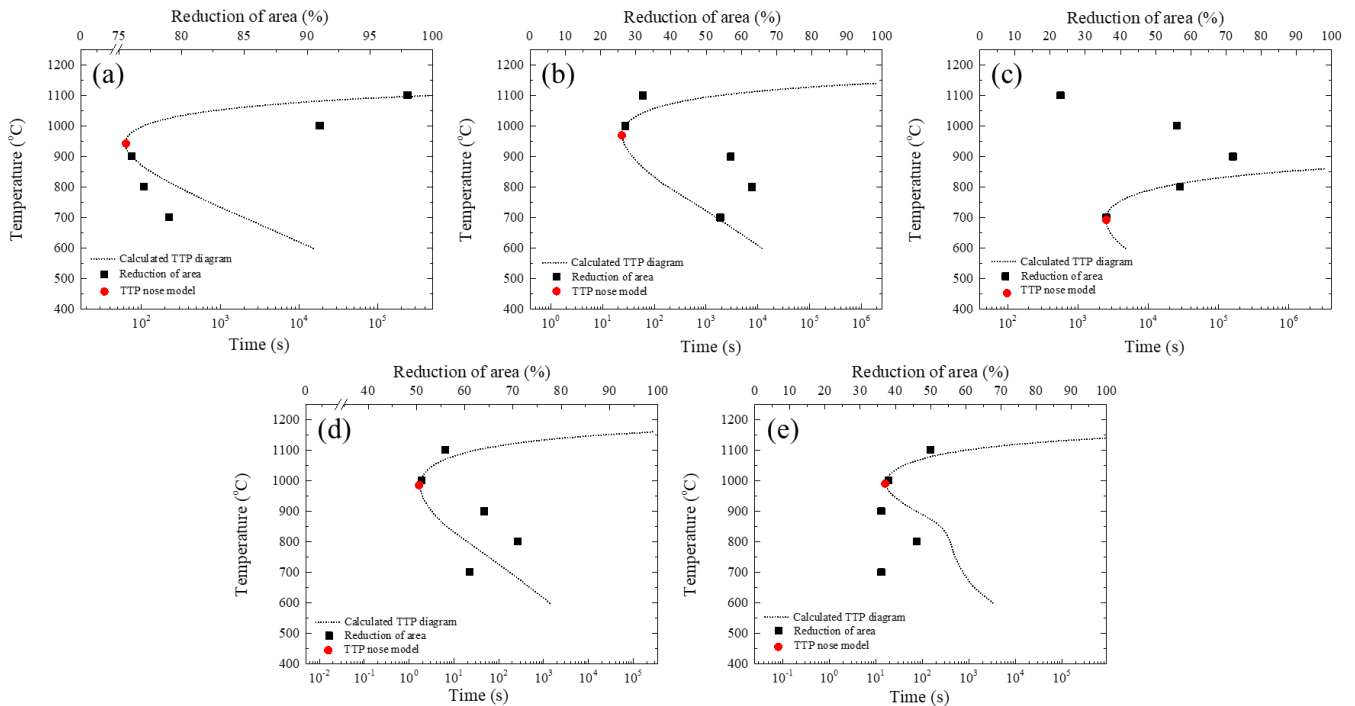 Reduction of area (%)
0 75 80 85 90 95 100
(a)
Temperature (°C)
1200
1100
1000
900
800
700
600
500
400
Calculated TTP diagram
Reduction of area
TTP nose model
10² 10³ 10⁴ 10⁵
Time (s)
Reduction of area (%)
0 10 20 30 40 50 60 70 80 90 100
(b)
Temperature (°C)
1200
1100
1000
900
800
700
600
500
400
Calculated TTP diagram
Reduction of area
TTP nose model
10⁰ 10¹ 10² 10³ 10⁴ 10⁵ 10⁶
Time (s)
Reduction of area (%)
0 10 20 30 40 50 60 70 80 90 100
(c)
Temperature (°C)
1200
1100
1000
900
800
700
600
500
400
Calculated TTP diagram
Reduction of area
TTP nose model
10² 10³ 10⁴ 10⁵ 10⁶
Time (s)
Reduction of area (%)
0 40 50 60 70 80 90 100
(d)
Temperature (°C)
1200
1100
1000
900
800
700
600
500
400
Calculated TTP diagram
Reduction of area
TTP nose model
10⁻² 10⁻¹ 10⁰ 10¹ 10² 10³ 10⁴ 10⁵
Time (s)
Reduction of area (%)
0 10 20 30 40 50 60 70 80 90 100
(e)
Temperature (°C)
1200
1100
1000
900
800
700
600
500
400
Calculated TTP diagram
Reduction of area
TTP nose model
10⁻¹ 10⁰ 10¹ 10² 10³ 10⁴ 10⁵
Time (s)